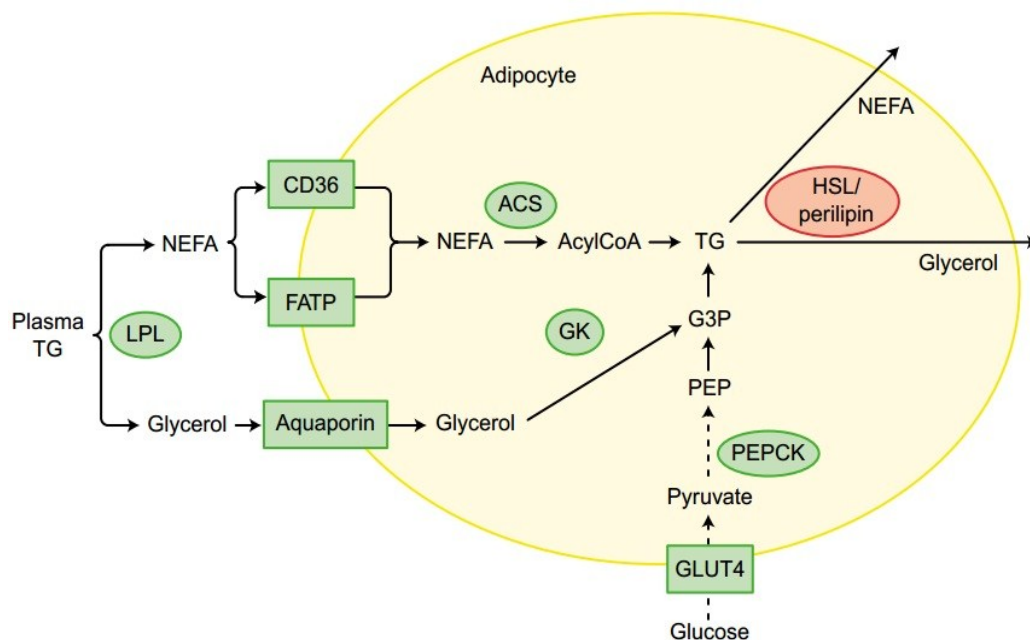 Adipocyte
NEFA
CD36
HSL/
perilipin
ACS
NEFA
NEFA
AcylCoA
TG
Glycerol
FATP
Plasma
TG
LPL
GK
G3P
PEP
Glycerol
Aquaporin
Glycerol
PEPCK
Pyruvate
GLUT4
Glucose